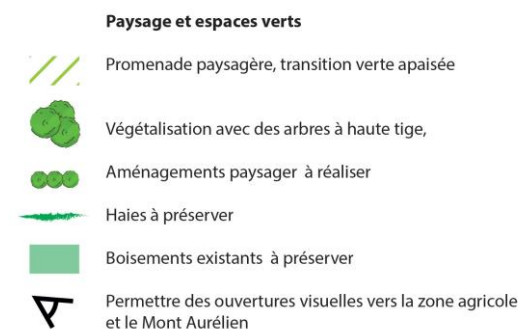 Paysage et espaces verts
Promenade paysagère, transition verte apaisée
Végétalisation avec des arbres à haute tige,
Aménagements paysager à réaliser
Haies à préserver
Boisements existants à préserver
Permettre des ouvertures visuelles vers la zone agricole
et le Mont Aurélien